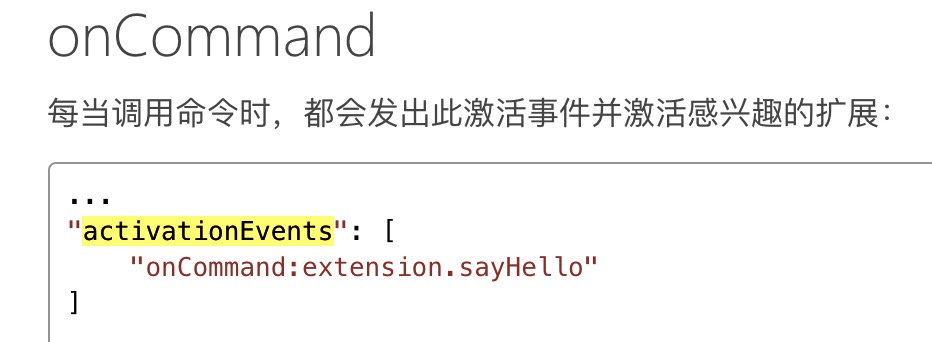 onCommand
每当调用命令时，都会发出此激活事件并激活感兴趣的扩展：
...
"activationEvents": [
    "onCommand:extension.sayHello"
]